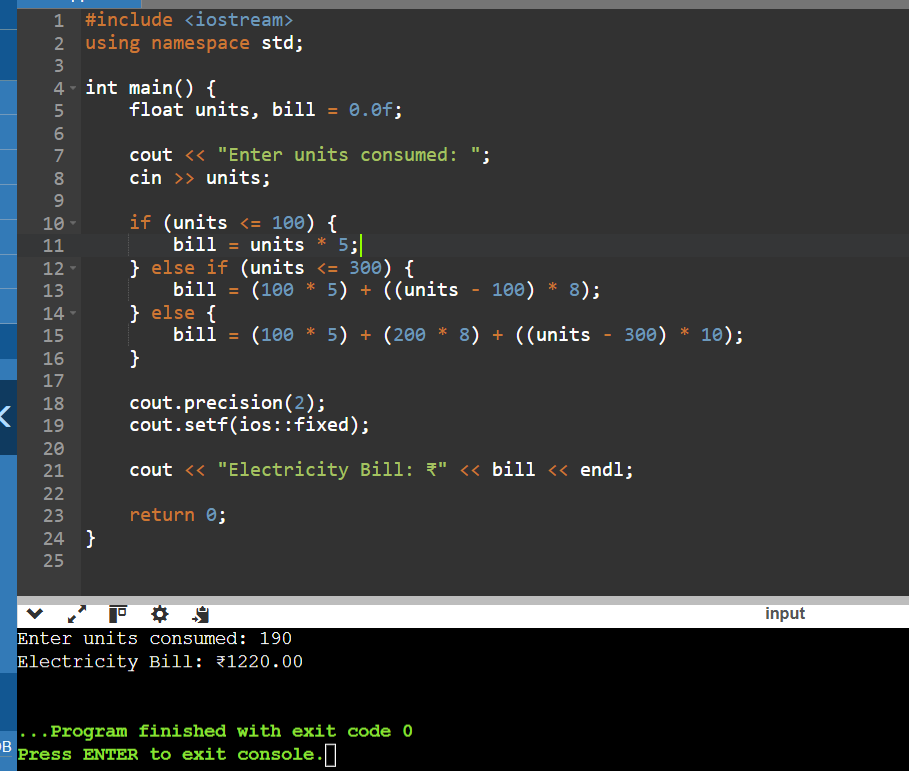 1 #include <iostream>
2 using namespace std;
3
4 int main() {
5     float units, bill = 0.0f;
6
7     cout << "Enter units consumed: ";
8     cin >> units;
9
10     if (units <= 100) {
11         bill = units * 5;
12     } else if (units <= 300) {
13         bill = (100 * 5) + ((units - 100) * 8);
14     } else {
15         bill = (100 * 5) + (200 * 8) + ((units - 300) * 10);
16     }
17
18     cout.precision(2);
19     cout.setf(ios::fixed);
20
21     cout << "Electricity Bill: ₹" << bill << endl;
22
23     return 0;
24 }
25
input
Enter units consumed: 190
Electricity Bill: ₹1220.00
...Program finished with exit code 0
Press ENTER to exit console.